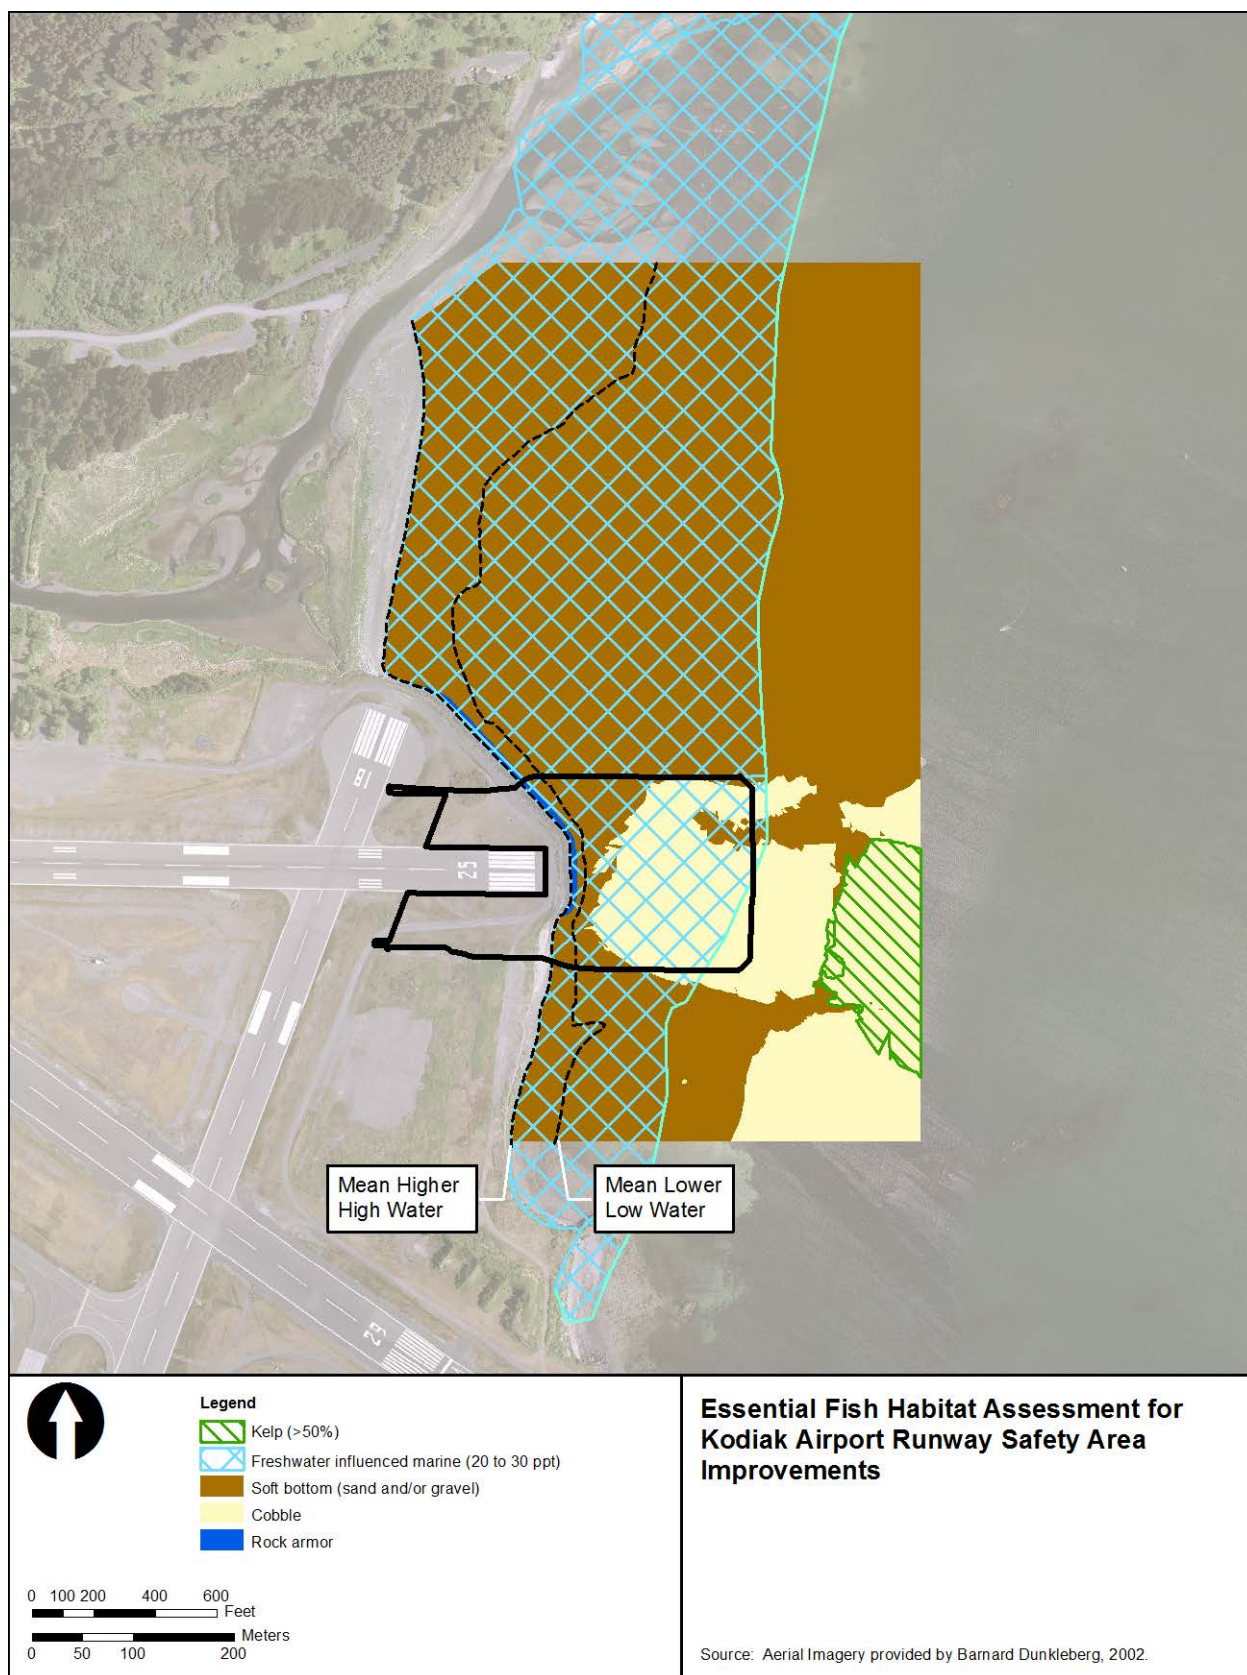 18
25
29
Mean Higher
High Water
Mean Lower
Low Water
Legend
Kelp (>50%)
Freshwater influenced marine (20 to 30 ppt)
Soft bottom (sand and/or gravel)
Cobble
Rock armor
0 100 200 400 600
Feet
Meters
0 50 100 200
Essential Fish Habitat Assessment for
Kodiak Airport Runway Safety Area
Improvements
Source: Aerial Imagery provided by Barnard Dunkleberg, 2002.